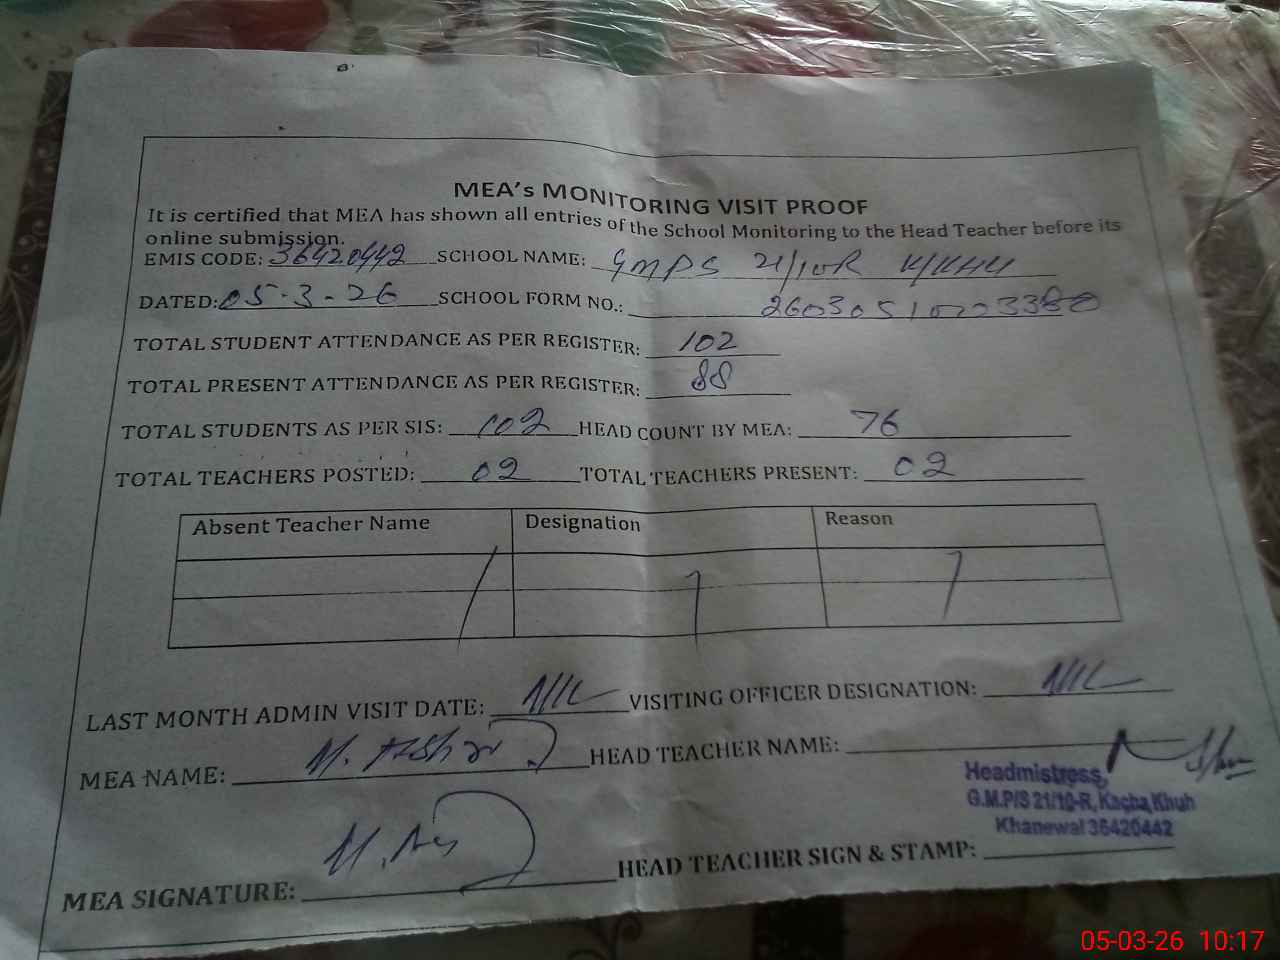 MEA's MONITORING VISIT PROOF
It is certified that MEA has shown all entries of the School Monitoring to the Head Teacher before its
online submission.
EMIS CODE: 36420442 SCHOOL NAME: GMPS 21/10R K/KHU
DATED: 05-3-26 SCHOOL FORM NO.:
TOTAL STUDENT ATTENDANCE AS PER REGISTER: 102
TOTAL PRESENT ATTENDANCE AS PER REGISTER: 88
TOTAL STUDENTS AS PER SIS: 102 HEAD COUNT BY MEA: 76
TOTAL TEACHERS POSTED: 02 TOTAL TEACHERS PRESENT: 02
Absent Teacher Name Designation Reason
LAST MONTH ADMIN VISIT DATE: NIL VISITING OFFICER DESIGNATION: NIL
MEA NAME: M. HEAD TEACHER NAME:
Headmistress,
G.M.P/S 21/10-R, Kacha Khuh
Khanewal 36420442
MEA SIGNATURE: HEAD TEACHER SIGN & STAMP:
05-03-26 10:17